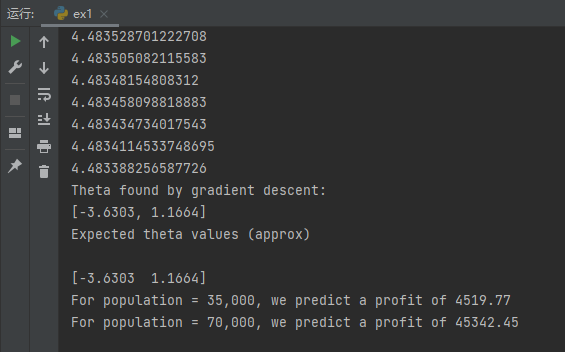 运行:
ex1
4.483528701222708
4.483505082115583
4.48348154808312
4.483458098818883
4.483434734017543
4.4834114533748695
4.483388256587726
Theta found by gradient descent:
[-3.6303, 1.1664]
Expected theta values (approx)
[-3.6303  1.1664]
For population = 35,000, we predict a profit of 4519.77
For population = 70,000, we predict a profit of 45342.45